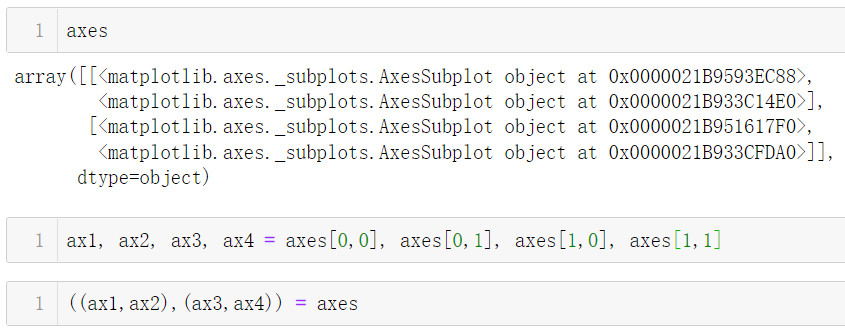 1 axes
array([[<matplotlib.axes._subplots.AxesSubplot object at 0x0000021B9593EC88>,
<matplotlib.axes._subplots.AxesSubplot object at 0x0000021B933C14E0>],
[<matplotlib.axes._subplots.AxesSubplot object at 0x0000021B951617F0>,
<matplotlib.axes._subplots.AxesSubplot object at 0x0000021B933CFDA0>]],
dtype=object)
1 ax1, ax2, ax3, ax4 = axes[0,0], axes[0,1], axes[1,0], axes[1,1]
1 ((ax1,ax2),(ax3,ax4)) = axes